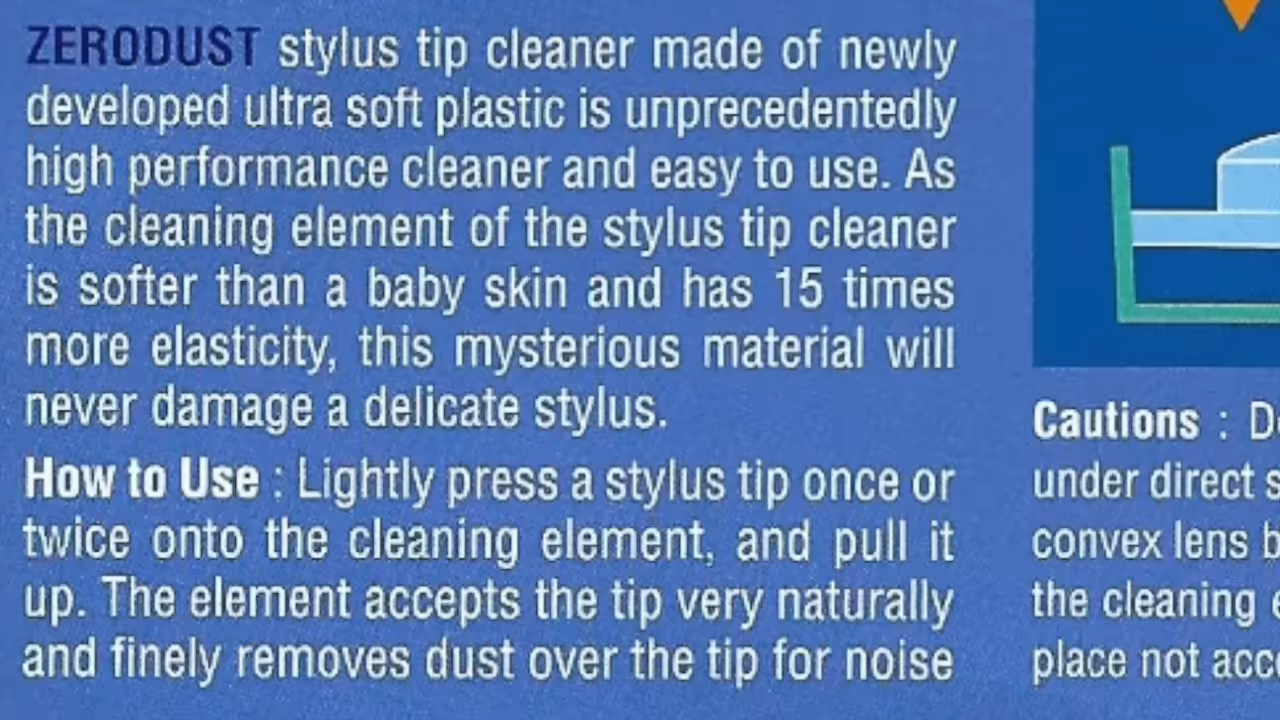 ZERODUST stylus tip cleaner made of newly
developed ultra soft plastic is unprecedentedly
high performance cleaner and easy to use. As
the cleaning element of the stylus tip cleaner
is softer than a baby skin and has 15 times
more elasticity, this mysterious material will
never damage a delicate stylus.
How to Use : Lightly press a stylus tip once or
twice onto the cleaning element, and pull it
up. The element accepts the tip very naturally
and finely removes dust over the tip for noise
Cautions :
under direct
convex lens
the cleaning
place not